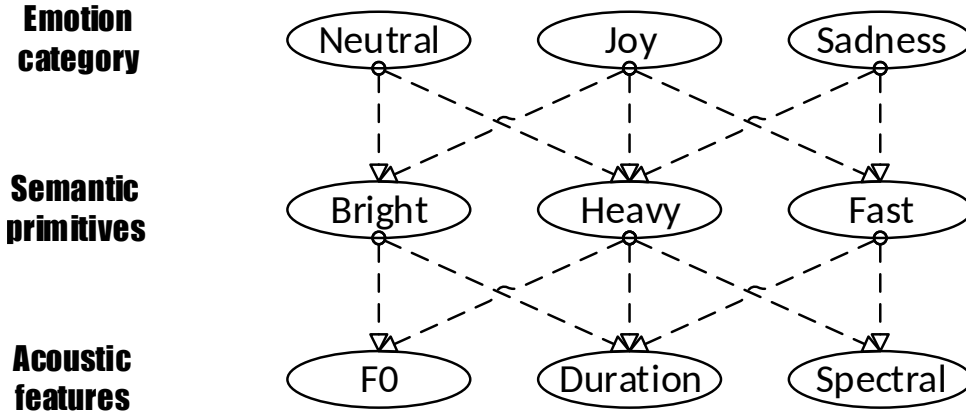 Emotion
category
Neutral Joy Sadness
Semantic
primitives
Bright Heavy Fast
Acoustic
features
F0 Duration Spectral